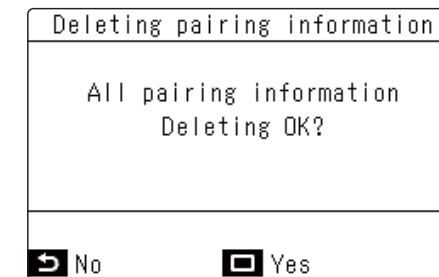 Deleting pairing information
All pairing information
Deleting OK?
No Yes